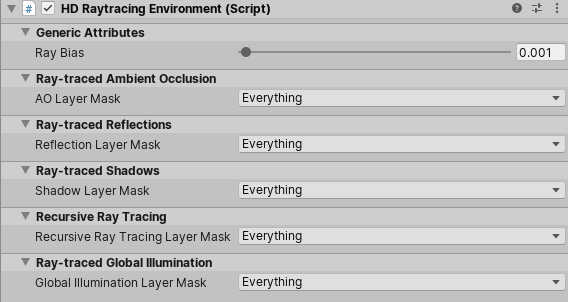 # HD Raytracing Environment (Script)
Generic Attributes
Ray Bias 0.001
Ray-traced Ambient Occlusion
AO Layer Mask Everything
Ray-traced Reflections
Reflection Layer Mask Everything
Ray-traced Shadows
Shadow Layer Mask Everything
Recursive Ray Tracing
Recursive Ray Tracing Layer Mask Everything
Ray-traced Global Illumination
Global Illumination Layer Mask Everything